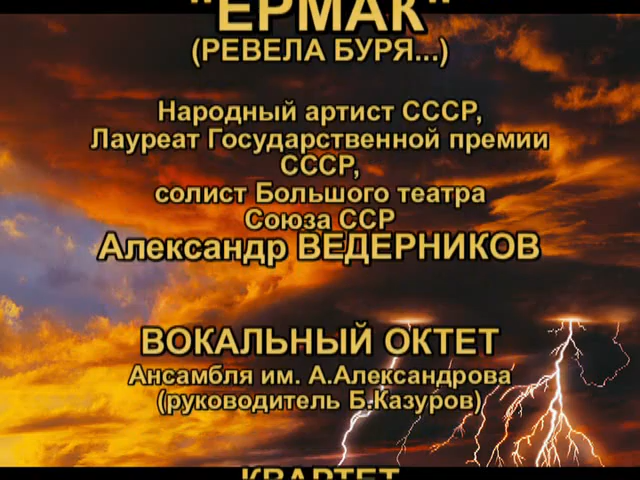 "ЕРМАК"
(РЕВЕЛА БУРЯ...)
Народный артист СССР,
Лауреат Государственной премии
СССР,
солист Большого театра
Союза ССР
Александр ВЕДЕРНИКОВ
ВОКАЛЬНЫЙ ОКТЕТ
Ансамбля им. А.Александрова
(руководитель Б.Казуров)
КВАРТЕТ